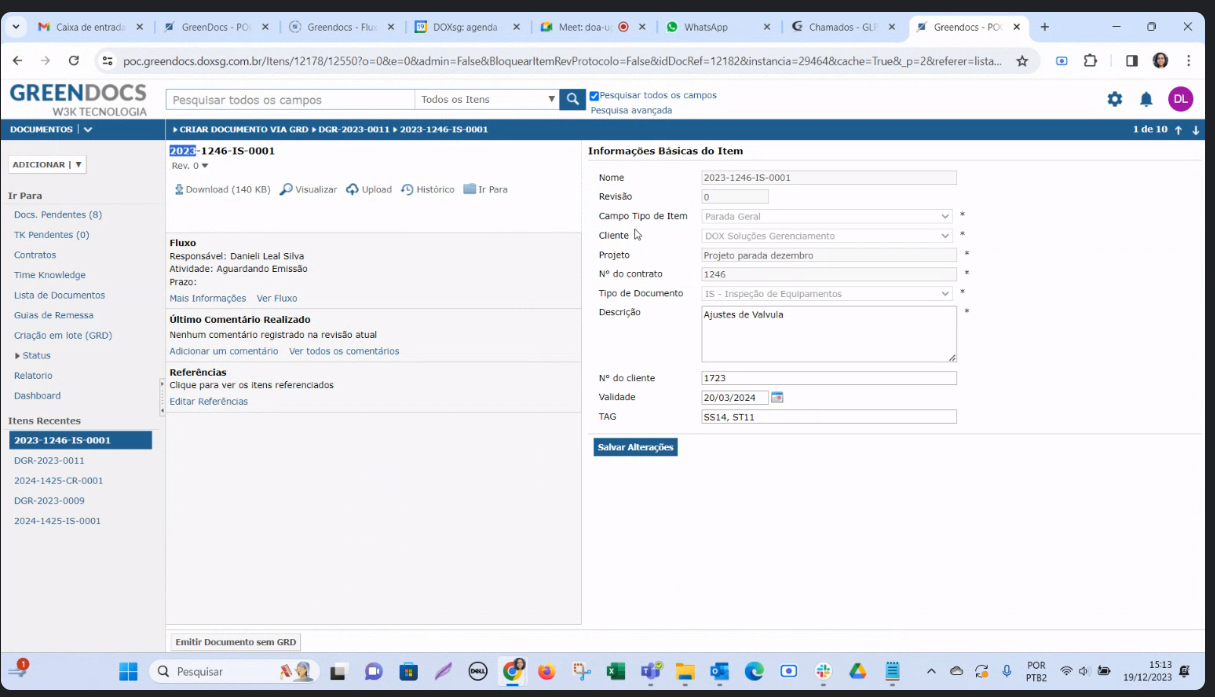 Caixa de entrada
GreenDocs - PO
Greendocs - Flux
DOXsg: agenda
Meet: doa-u
WhatsApp
Chamados - GLP
Greendocs - PO
poc.greendocs.doxsg.com.br/Itens/12178/12550?o=0&e=0&admin=False&BloquearItemRevProtocolo=False&idDocRef=12182&instancia=29464&cache=True&_p=2&referer=lista...
GREENDOCS
W3K TECNOLOGIA
Pesquisar todos os campos
Todos os Itens
Pesquisar todos os campos
Pesquisa avançada
DL
DOCUMENTOS
CRIAR DOCUMENTO VIA GRD DGR-2023-0011 2023-1246-IS-0001
1 de 10
ADICIONAR |
Ir Para
Docs. Pendentes (8)
TK Pendentes (0)
Contratos
Time Knowledge
Lista de Documentos
Guias de Remessa
Criação em lote (GRD)
Status
Relatorio
Dashboard
Itens Recentes
2023-1246-IS-0001
DGR-2023-0011
2024-1425-CR-0001
DGR-2023-0009
2024-1425-IS-0001
2023-1246-IS-0001
Rev. 0
Download (140 KB) Visualizar Upload Histórico Ir Para
Fluxo
Responsável: Danieli Leal Silva
Atividade: Aguardando Emissão
Prazo:
Mais Informações Ver Fluxo
Último Comentário Realizado
Nenhum comentário registrado na revisão atual
Adicionar um comentário Ver todos os comentários
Referências
Clique para ver os itens referenciados
Editar Referências
Emitir Documento sem GRD
Informações Básicas do Item
Nome 2023-1246-IS-0001
Revisão 0
Campo Tipo de Item Parada Geral *
Cliente DOX Soluções Gerenciamento *
Projeto Projeto parada dezembro *
Nº do contrato 1246 *
Tipo de Documento IS - Inspeção de Equipamentos *
Descrição Ajustes de Valvula *
Nº do cliente 1723
Validade 20/03/2024
TAG SS14, ST11
Salvar Alterações
1
Pesquisar
DELL
POR
PTB2
15:13
19/12/2023